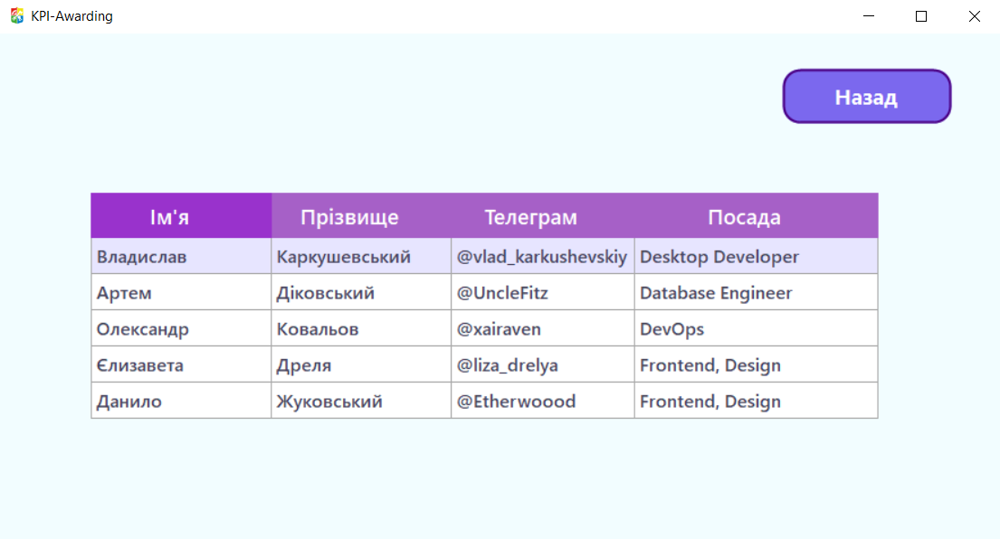 KPI-Awarding
Назад
Ім'я Прізвище Телеграм Посада
Владислав Каркушевський @vlad_karkushevskiy Desktop Developer
Артем Діковський @UncleFitz Database Engineer
Олександр Ковальов @xairaven DevOps
Єлизавета Дреля @liza_drelya Frontend, Design
Данило Жуковський @Etherwoood Frontend, Design